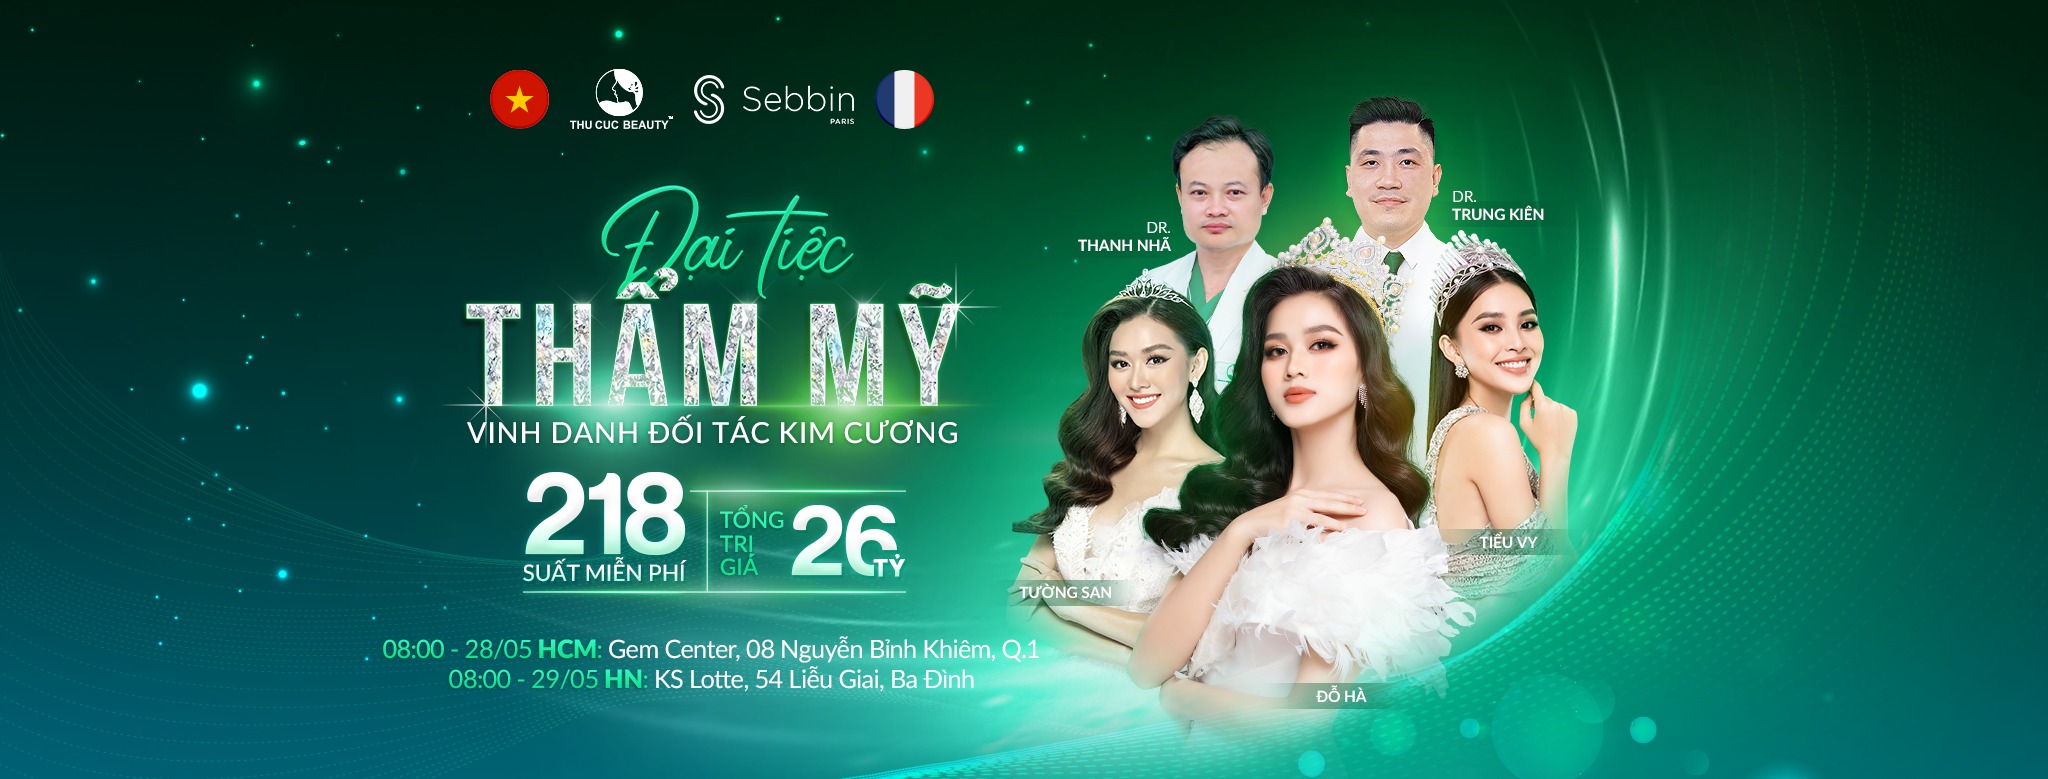 THU CUC BEAUTY™
Sebbin
PARIS
Đại tiệc
THẨM MỸ
VINH DANH ĐỐI TÁC KIM CƯƠNG
218
SUẤT MIỄN PHÍ
TỔNG
TRỊ
GIÁ
26 TỶ
08:00 - 28/05 HCM: Gem Center, 08 Nguyễn Bỉnh Khiêm, Q.1
08:00 - 29/05 HN: KS Lotte, 54 Liễu Giai, Ba Đình
DR.
THANH NHÃ
DR.
TRUNG KIÊN
TƯỜNG SAN
TIỂU VY
ĐỖ HÀ